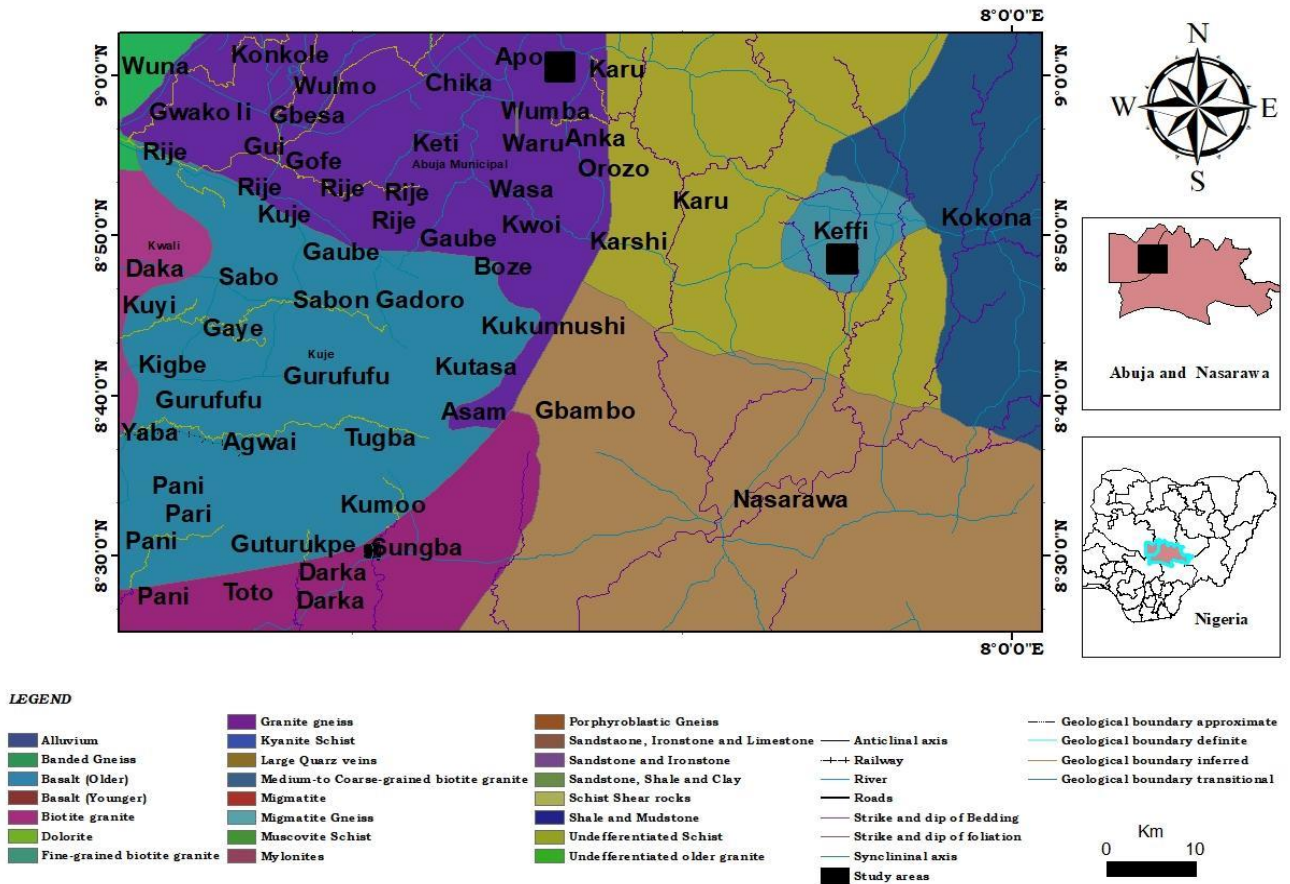 8°0'0"E
N
W
E
S
9°0'0"N
8°50'0"N
8°40'0"N
8°30'0"N
9°0'0"N
8°50'0"N
8°40'0"N
8°30'0"N
Wuna
Konkole
Apo
Karu
Wulmo
Chika
Gwako li
Gbesa
Wumba
Rije
Gui
Gofe
Keti
Waru
Anka
Abuja Municipal
Orozo
Rije
Rije
Rije
Wasa
Karu
Kuje
Rije
Kwoi
Keffi
Kokona
Kwali
Gaube
Gaube
Karshi
Daka
Sabo
Boze
Kuyi
Sabon Gadoro
Gaye
Kukunnushi
Kigbe
Kuje
Gurufufu
Kutasa
Gurufufu
Asam
Gbambo
Yaba
Agwai
Tugba
Pani
Pari
Kumoo
Nasarawa
Pani
Guturukpe
Sungba
Darka
Pani
Toto
Darka
8°0'0"E
Abuja and Nasarawa
Nigeria
LEGEND
Alluvium
Banded Gneiss
Basalt (Older)
Basalt (Younger)
Biotite granite
Dolorite
Fine-grained biotite granite
Granite gneiss
Kyanite Schist
Large Quarz veins
Medium-to Coarse-grained biotite granite
Migmatite
Migmatite Gneiss
Muscovite Schist
Mylonites
Porphyroblastic Gneiss
Sandstaone, Ironstone and Limestone
Sandstone and Ironstone
Sandstone, Shale and Clay
Schist Shear rocks
Shale and Mudstone
Undefferentiated Schist
Undefferentiated older granite
Anticlinal axis
Railway
River
Roads
Strike and dip of Bedding
Strike and dip of foliation
Synclininal axis
Study areas
Geological boundary approximate
Geological boundary definite
Geological boundary inferred
Geological boundary transitional
Km
0 10